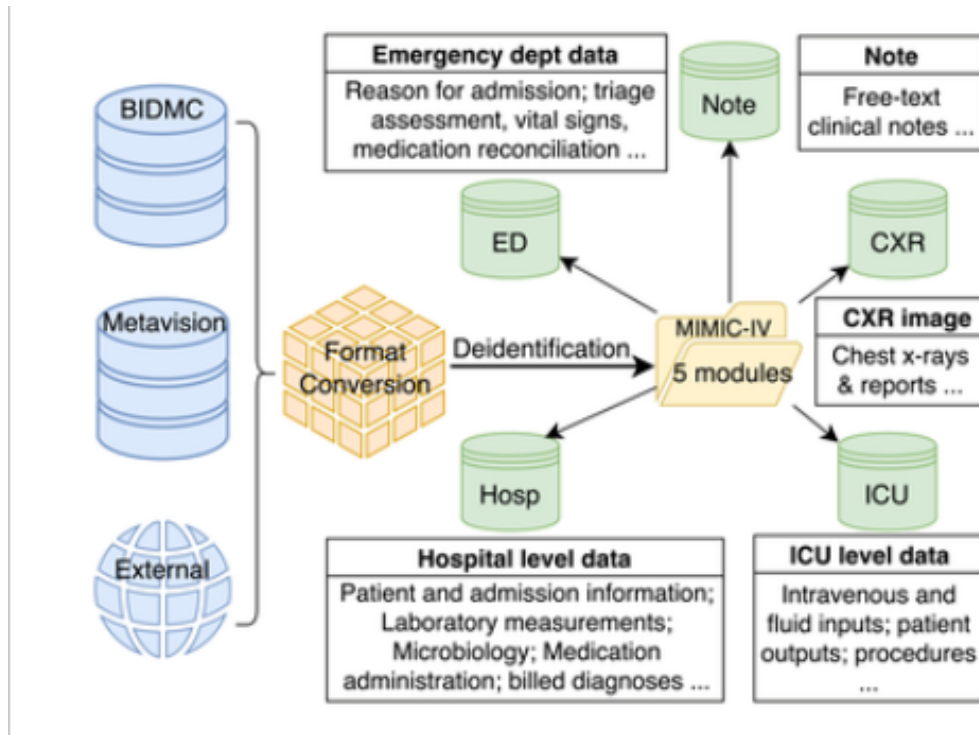 Emergency dept data
Reason for admission; triage
assessment, vital signs,
medication reconciliation ...
Note
Note
Free-text
clinical notes ...
BIDMC
ED
CXR
Metavision
Format
Conversion
Deidentification
MIMIC-IV
5 modules
CXR image
Chest x-rays
& reports ...
Hosp
ICU
External
Hospital level data
Patient and admission information;
Laboratory measurements;
Microbiology; Medication
administration; billed diagnoses ...
ICU level data
Intravenous and
fluid inputs; patient
outputs; procedures
...